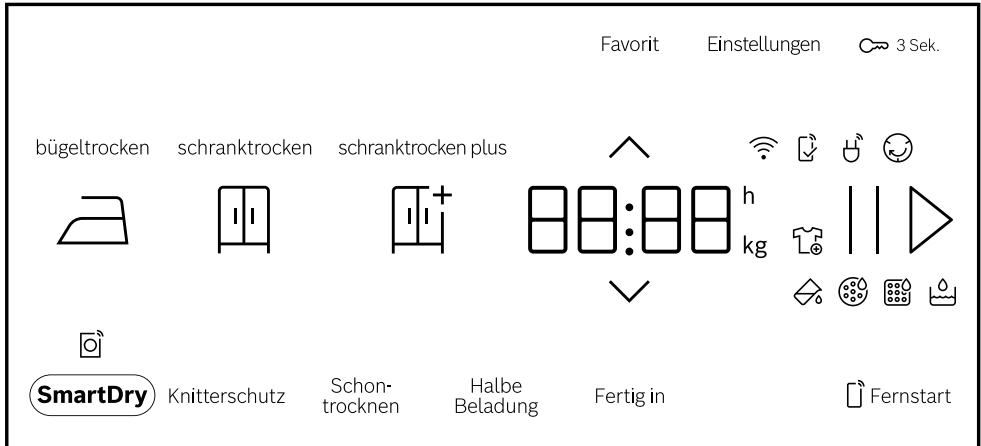 Favorit Einstellungen 3 Sek.
bügeltrocken schranktrocken schranktrocken plus
88:88 h
kg
SmartDry Knitterschutz Schon-
trocknen Halbe
Beladung Fertig in Fernstart